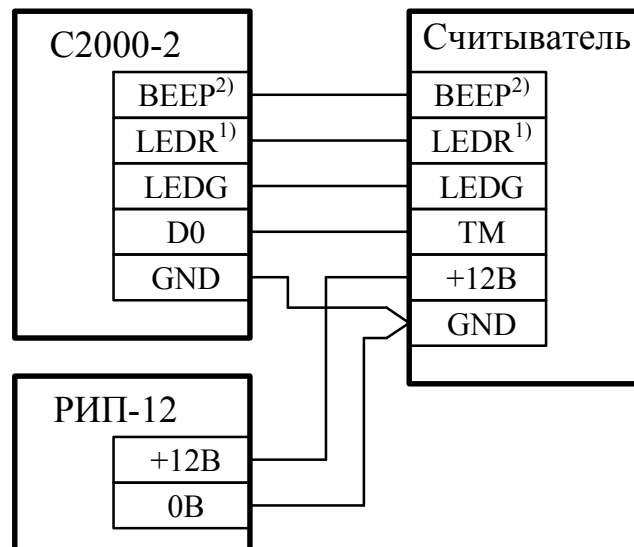 С2000-2
BEEP2)
LEDR1)
LEDG
D0
GND
Считыватель
BEEP2)
LEDR1)
LEDG
TM
+12В
GND
РИП-12
+12В
0В